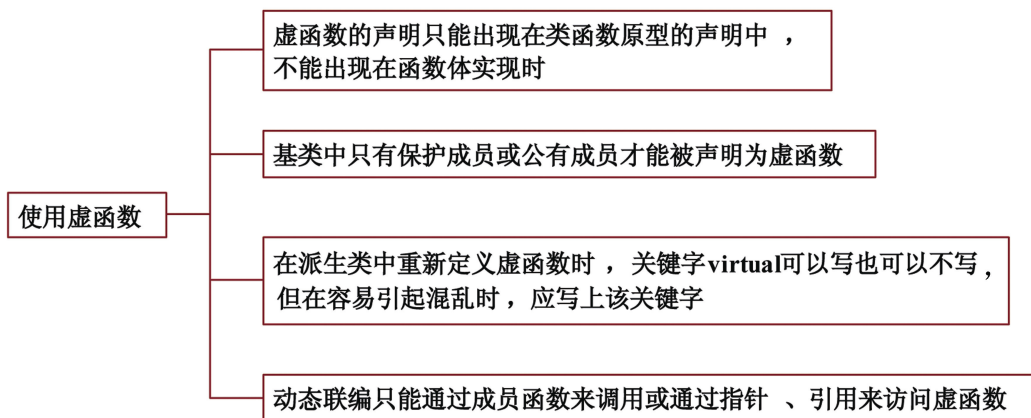 虚函数的声明只能出现在类函数原型的声明中 ，
不能出现在函数体实现时
基类中只有保护成员或公有成员才能被声明为虚函数
使用虚函数
在派生类中重新定义虚函数时 ，关键字virtual可以写也可以不写 ，
但在容易引起混乱时 ，应写上该关键字
动态联编只能通过成员函数来调用或通过指针 、引用来访问虚函数